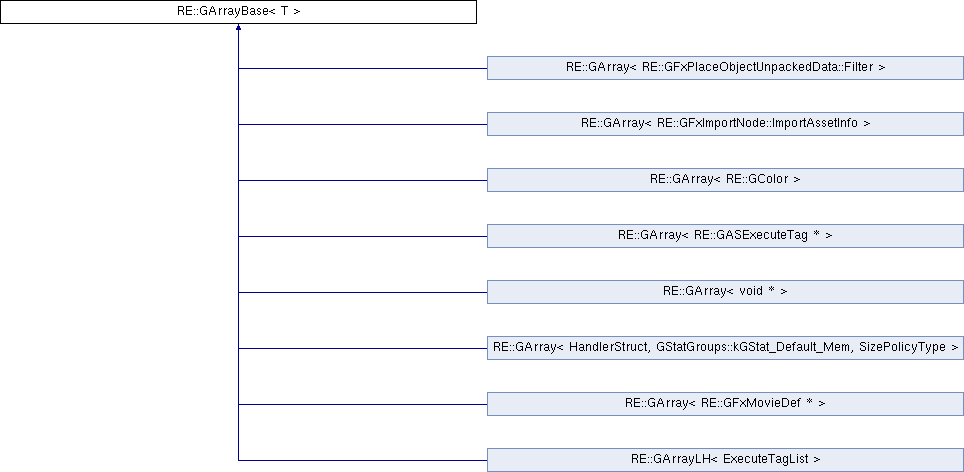 RE::GArrayBase< T >
RE::GArray< RE::GFxPlaceObjectUnpackedData::Filter >
RE::GArray< RE::GFxImportNode::ImportAssetInfo >
RE::GArray< RE::GColor >
RE::GArray< RE::GASExecuteTag * >
RE::GArray< void * >
RE::GArray< HandlerStruct, GStatGroups::kGStat_Default_Mem, SizePolicyType >
RE::GArray< RE::GFxMovieDef * >
RE::GArrayLH< ExecuteTagList >